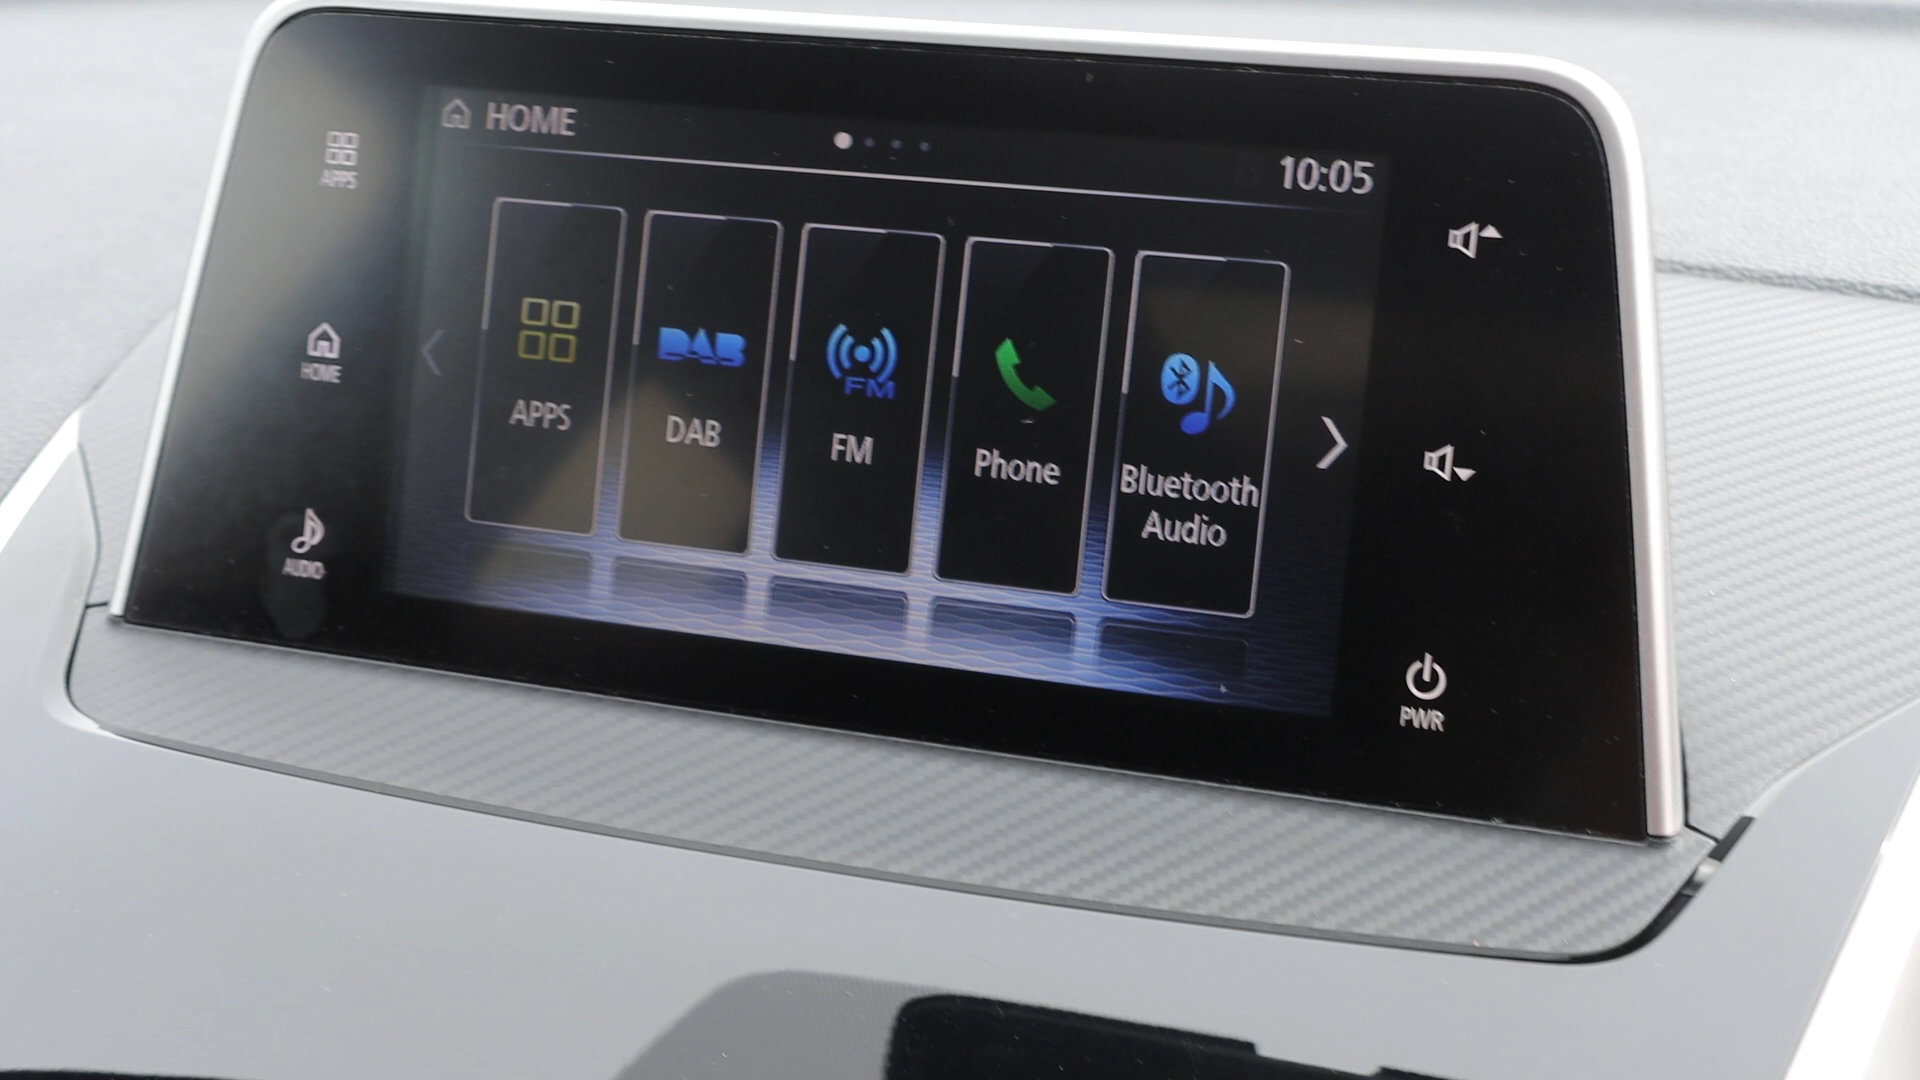 HOME
10:05
APPS
HOME
AUDIO
APPS
DAB
DAB
FM
FM
Phone
Bluetooth
Audio
PWR